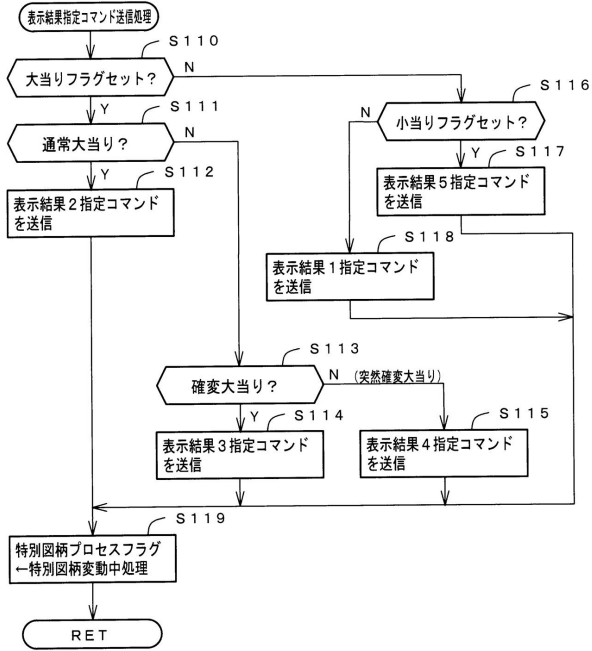 表示結果指定コマンド送信処理
S110
大当りフラグセット？
N
Y
S116
小当りフラグセット？
N
Y
S111
通常大当り？
N
Y
S117
表示結果５指定コマンド
を送信
S112
表示結果２指定コマンド
を送信
S118
表示結果１指定コマンド
を送信
S113
確変大当り？
N
(突然確変大当り)
Y
S114
表示結果３指定コマンド
を送信
S115
表示結果４指定コマンド
を送信
S119
特別図柄プロセスフラグ
←特別図柄変動中処理
RET